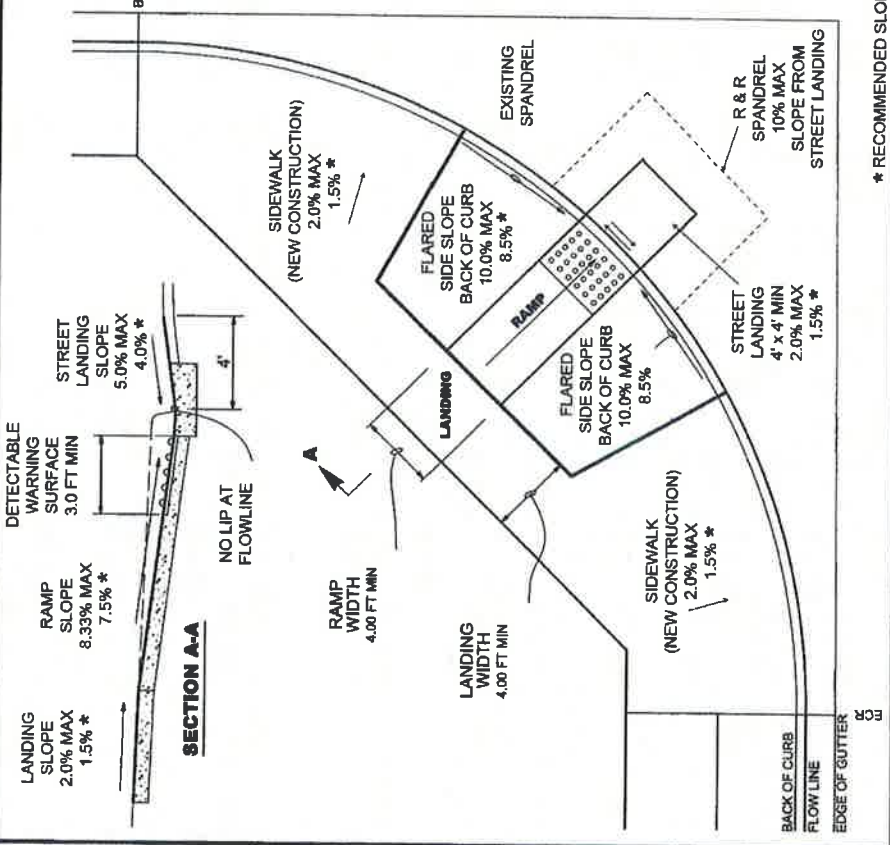 DETECTABLE
WARNING
SURFACE
3.0 FT MIN
LANDING
SLOPE
2.0% MAX
1.5% *
RAMP
SLOPE
8.33% MAX
7.5% *
STREET
LANDING
SLOPE
5.0% MAX
4.0% *
4'
NO LIP AT
FLOWLINE
SECTION A-A
B
SIDEWALK
(NEW CONSTRUCTION)
2.0% MAX
1.5% *
EXISTING
SPANDREL
FLARED
SIDE SLOPE
BACK OF CURB
10.0% MAX
8.5% *
R & R
SPANDREL
10% MAX
SLOPE FROM
STREET LANDING
A
RAMP
LANDING
RAMP
WIDTH
4.00 FT MIN
FLARED
SIDE SLOPE
BACK OF CURB
10.0% MAX
8.5%
STREET
LANDING
4' x 4' MIN
2.0% MAX
1.5% *
LANDING
WIDTH
4.00 FT MIN
SIDEWALK
(NEW CONSTRUCTION)
2.0% MAX
1.5% *
BACK OF CURB
FLOW LINE
EDGE OF GUTTER
ECR
* RECOMMENDED